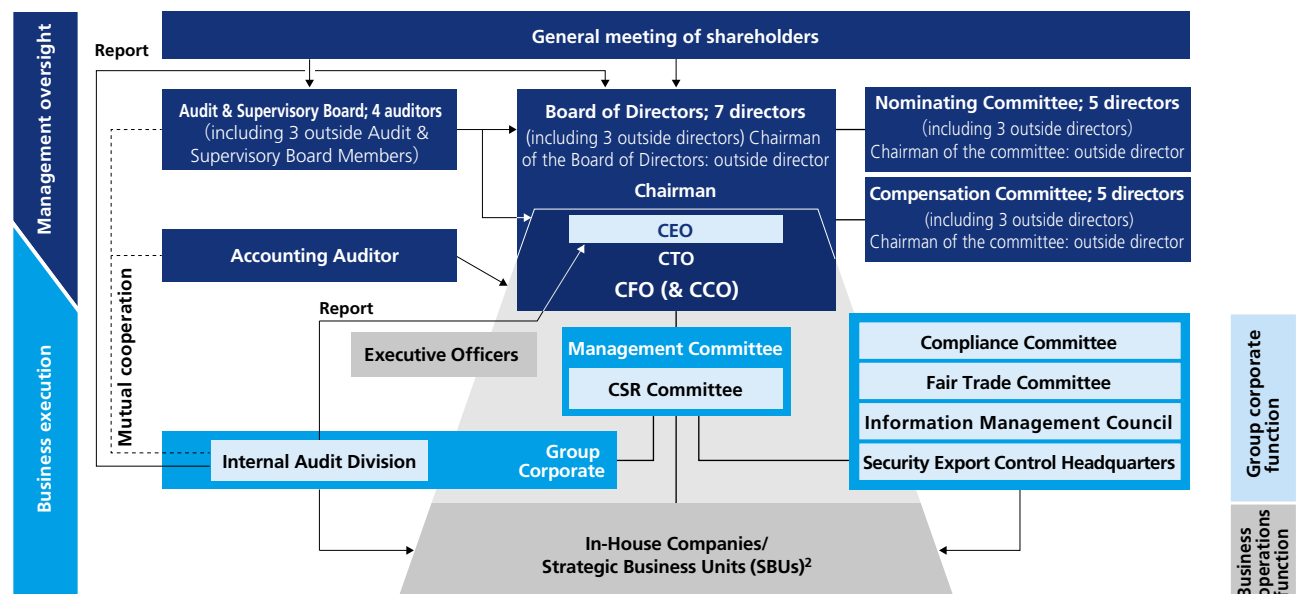 General meeting of shareholders
Report
Management oversight
Audit & Supervisory Board; 4 auditors
(including 3 outside Audit &
Supervisory Board Members)
Board of Directors; 7 directors
(including 3 outside directors) Chairman
of the Board of Directors: outside director
Chairman
CEO
CTO
CFO (& CCO)
Nominating Committee; 5 directors
(including 3 outside directors)
Chairman of the committee: outside director
Compensation Committee; 5 directors
(including 3 outside directors)
Chairman of the committee: outside director
Accounting Auditor
Report
Mutual cooperation
Business execution
Executive Officers
Management Committee
CSR Committee
Compliance Committee
Fair Trade Committee
Information Management Council
Security Export Control Headquarters
Internal Audit Division
Group
Corporate
Group corporate
function
In-House Companies/
Strategic Business Units (SBUs)2
Business
operations
function